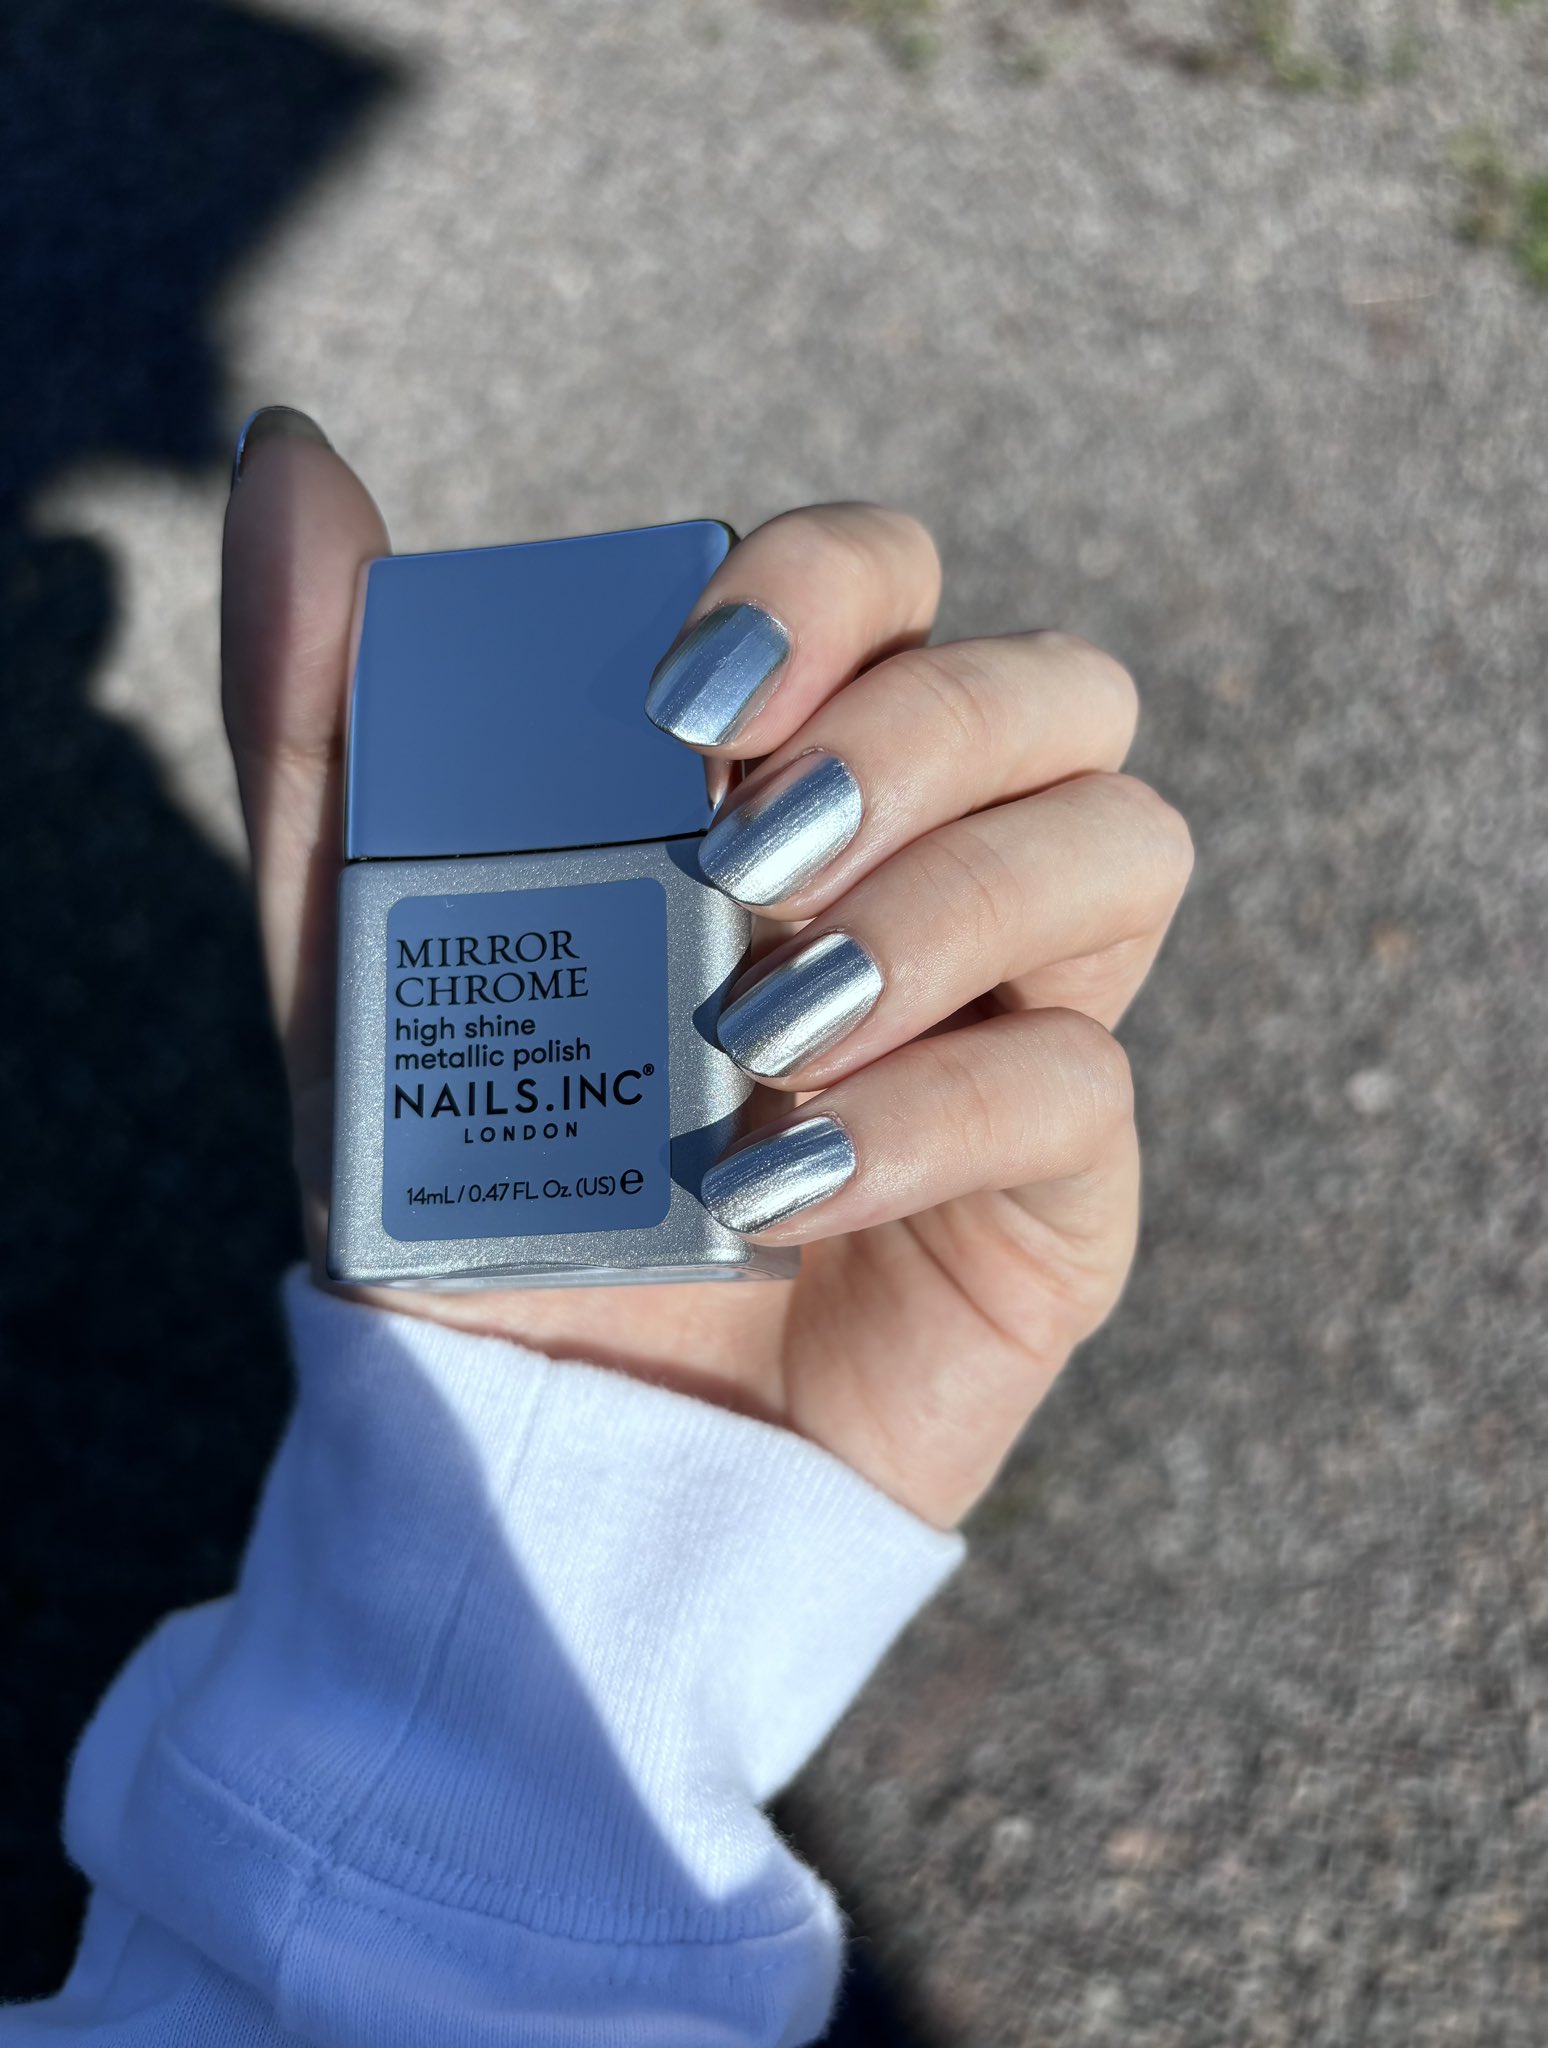 MIRROR
CHROME
high shine
metallic polish
NAILS.INC®
LONDON
14mL / 0.47 FL Oz. (US) ℮